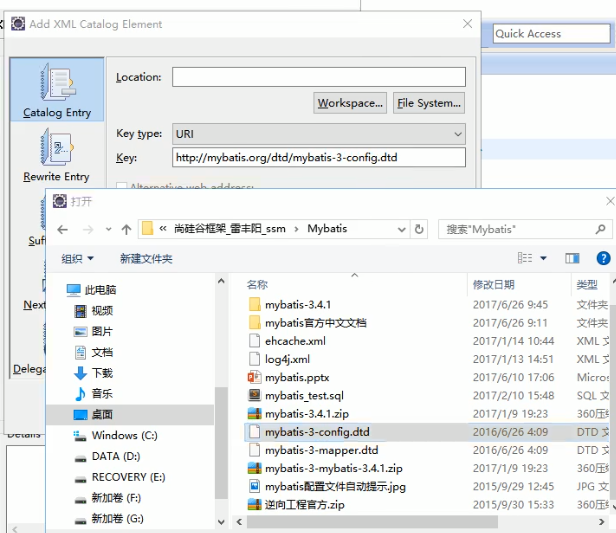 Add XML Catalog Element
Quick Access
Location:
Catalog Entry
Workspace...
File System...
Key type:
URI
Key:
http://mybatis.org/dtd/mybatis-3-config.dtd
Rewrite Entry
Alternative web address:
打开
« 尚硅谷框架_雷丰阳_ssm > Mybatis
搜索"Mybatis"
组织
新建文件夹
此电脑
视频
图片
文档
下载
音乐
桌面
Windows (C:)
DATA (D:)
RECOVERY (E:)
新加卷 (F:)
新加卷 (G:)
名称 修改日期 类型
mybatis-3.4.1 2017/6/26 9:45 文件夹
mybatis官方中文文档 2017/6/26 9:11 文件夹
ehcache.xml 2017/1/14 10:44 XML 文
log4j.xml 2017/1/13 14:51 XML 文
mybatis.pptx 2017/6/10 17:06 Micros
mybatis_test.sql 2017/2/10 15:48 SQL 文
mybatis-3.4.1.zip 2017/1/9 19:23 360压缩
mybatis-3-config.dtd 2016/6/26 4:09 DTD 文
mybatis-3-mapper.dtd 2016/6/26 4:09 DTD 文
mybatis-3-mybatis-3.4.1.zip 2017/1/9 19:23 360压缩
mybatis配置文件自动提示.jpg 2015/9/29 12:45 JPG 文
逆向工程官方.zip 2015/9/30 15:33 360压缩
Suf
Next
Delega
Details